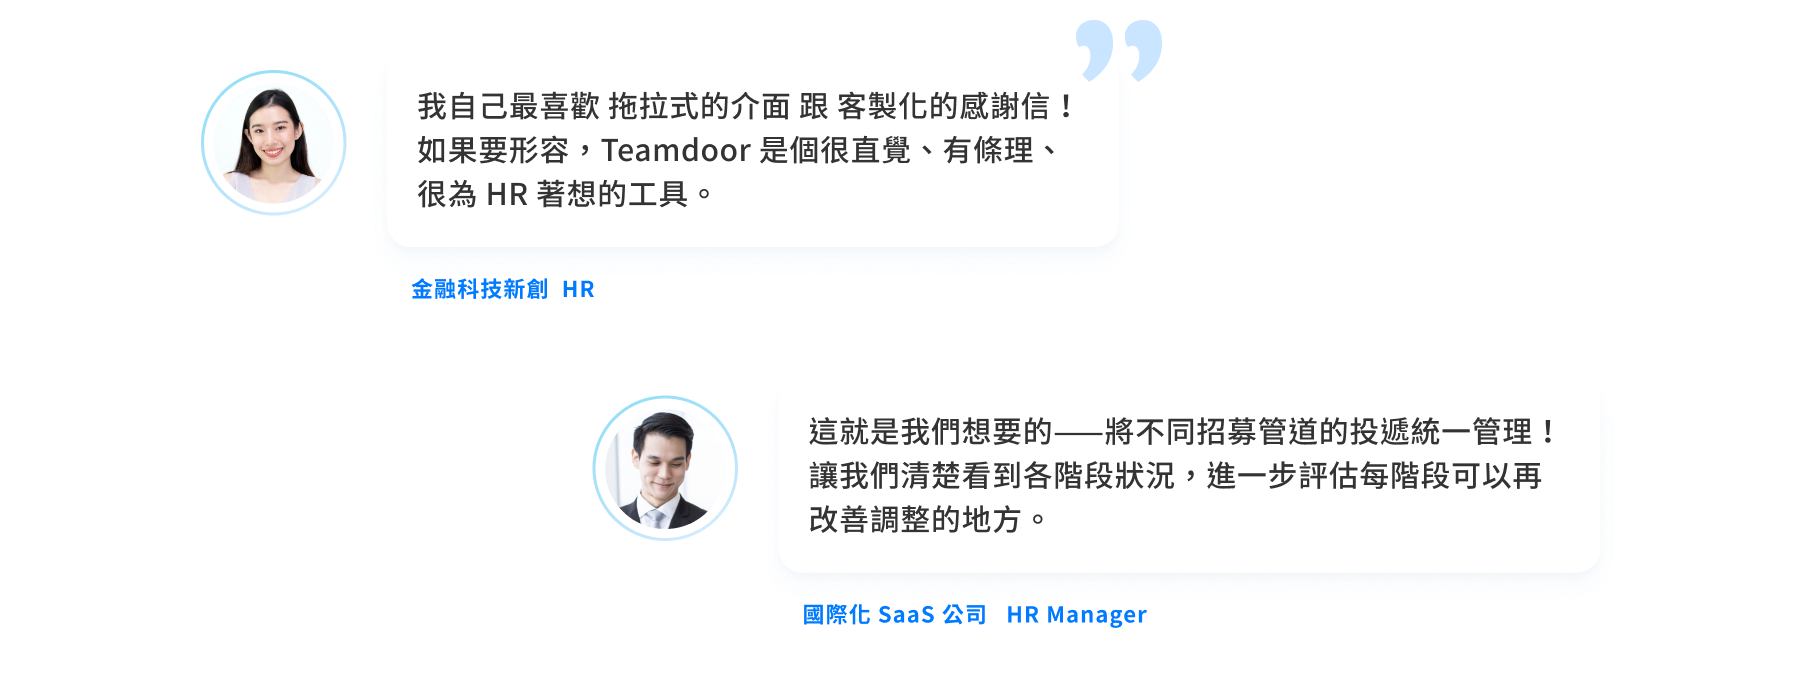 我自己最喜歡 拖拉式的介面 跟 客製化的感謝信！
如果要形容，Teamdoor 是個很直覺、有條理、
很為 HR 著想的工具。
金融科技新創 HR
這就是我們想要的——將不同招募管道的投遞統一管理！
讓我們清楚看到各階段狀況，進一步評估每階段可以再
改善調整的地方。
國際化 SaaS 公司 HR Manager